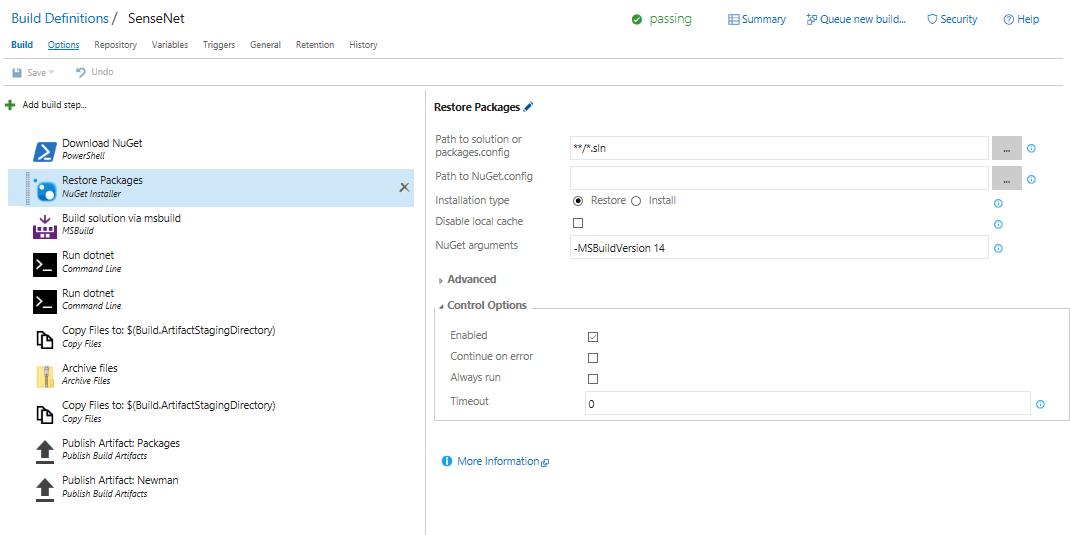 Build Definitions / SenseNet
passing
Summary
Queue new build...
Security
Help
Build Options Repository Variables Triggers General Retention History
Save Undo
Add build step...
Download NuGet
PowerShell
Restore Packages
NuGet Installer
Build solution via msbuild
MSBuild
Run dotnet
Command Line
Run dotnet
Command Line
Copy Files to: $(Build.ArtifactStagingDirectory)
Copy Files
Archive files
Archive Files
Copy Files to: $(Build.ArtifactStagingDirectory)
Copy Files
Publish Artifact: Packages
Publish Build Artifacts
Publish Artifact: Newman
Publish Build Artifacts
Restore Packages
Path to solution or
packages.config
**/*.sln
...
Path to NuGet.config
...
Installation type
Restore Install
Disable local cache
NuGet arguments
-MSBuildVersion 14
Advanced
Control Options
Enabled
Continue on error
Always run
Timeout
0
More Information